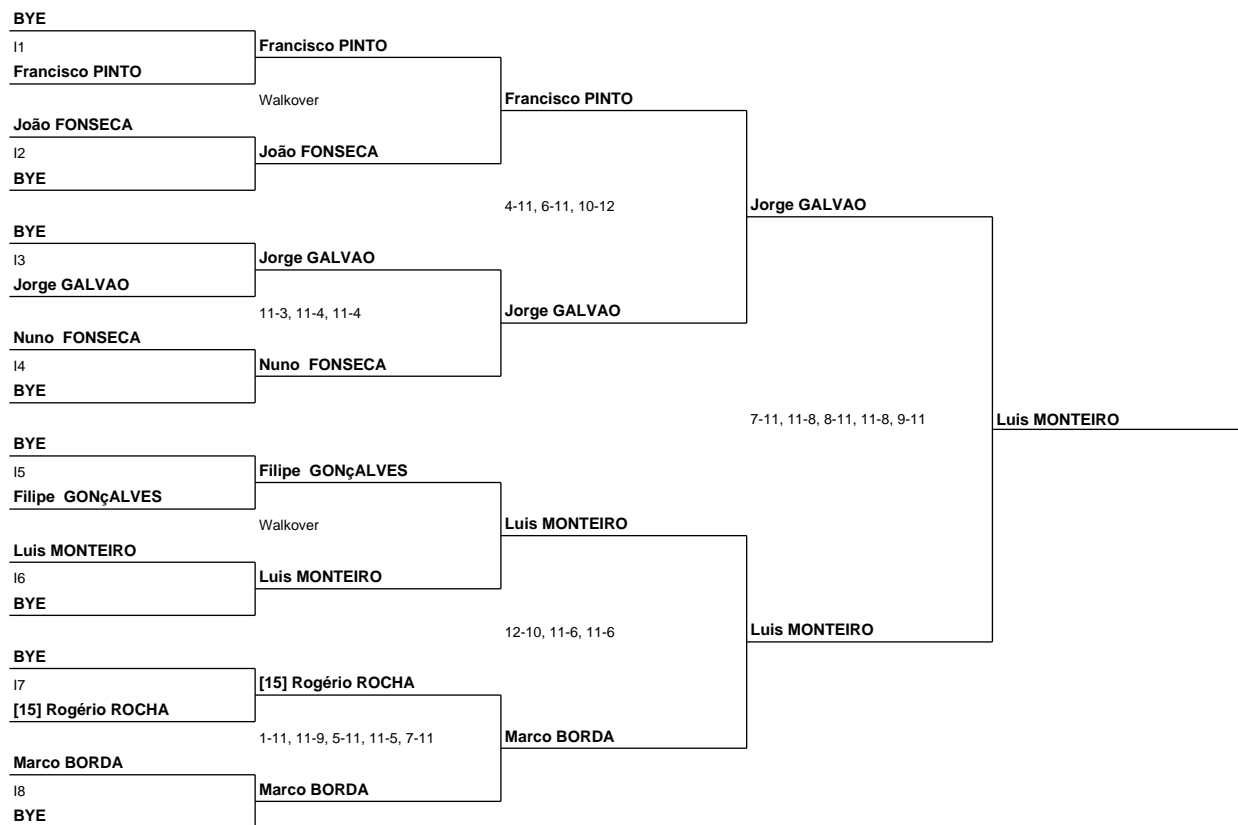 BYE
I1
Francisco PINTO
Francisco PINTO
Walkover
Francisco PINTO
João FONSECA
I2
João FONSECA
BYE
4-11, 6-11, 10-12
Jorge GALVAO
BYE
I3
Jorge GALVAO
Jorge GALVAO
11-3, 11-4, 11-4
Jorge GALVAO
Nuno  FONSECA
I4
Nuno  FONSECA
BYE
7-11, 11-8, 8-11, 11-8, 9-11
Luis MONTEIRO
BYE
I5
Filipe  GONçALVES
Filipe  GONçALVES
Walkover
Luis MONTEIRO
Luis MONTEIRO
I6
Luis MONTEIRO
BYE
12-10, 11-6, 11-6
Luis MONTEIRO
BYE
I7
[15] Rogério ROCHA
[15] Rogério ROCHA
1-11, 11-9, 5-11, 11-5, 7-11
Marco BORDA
Marco BORDA
I8
Marco BORDA
BYE